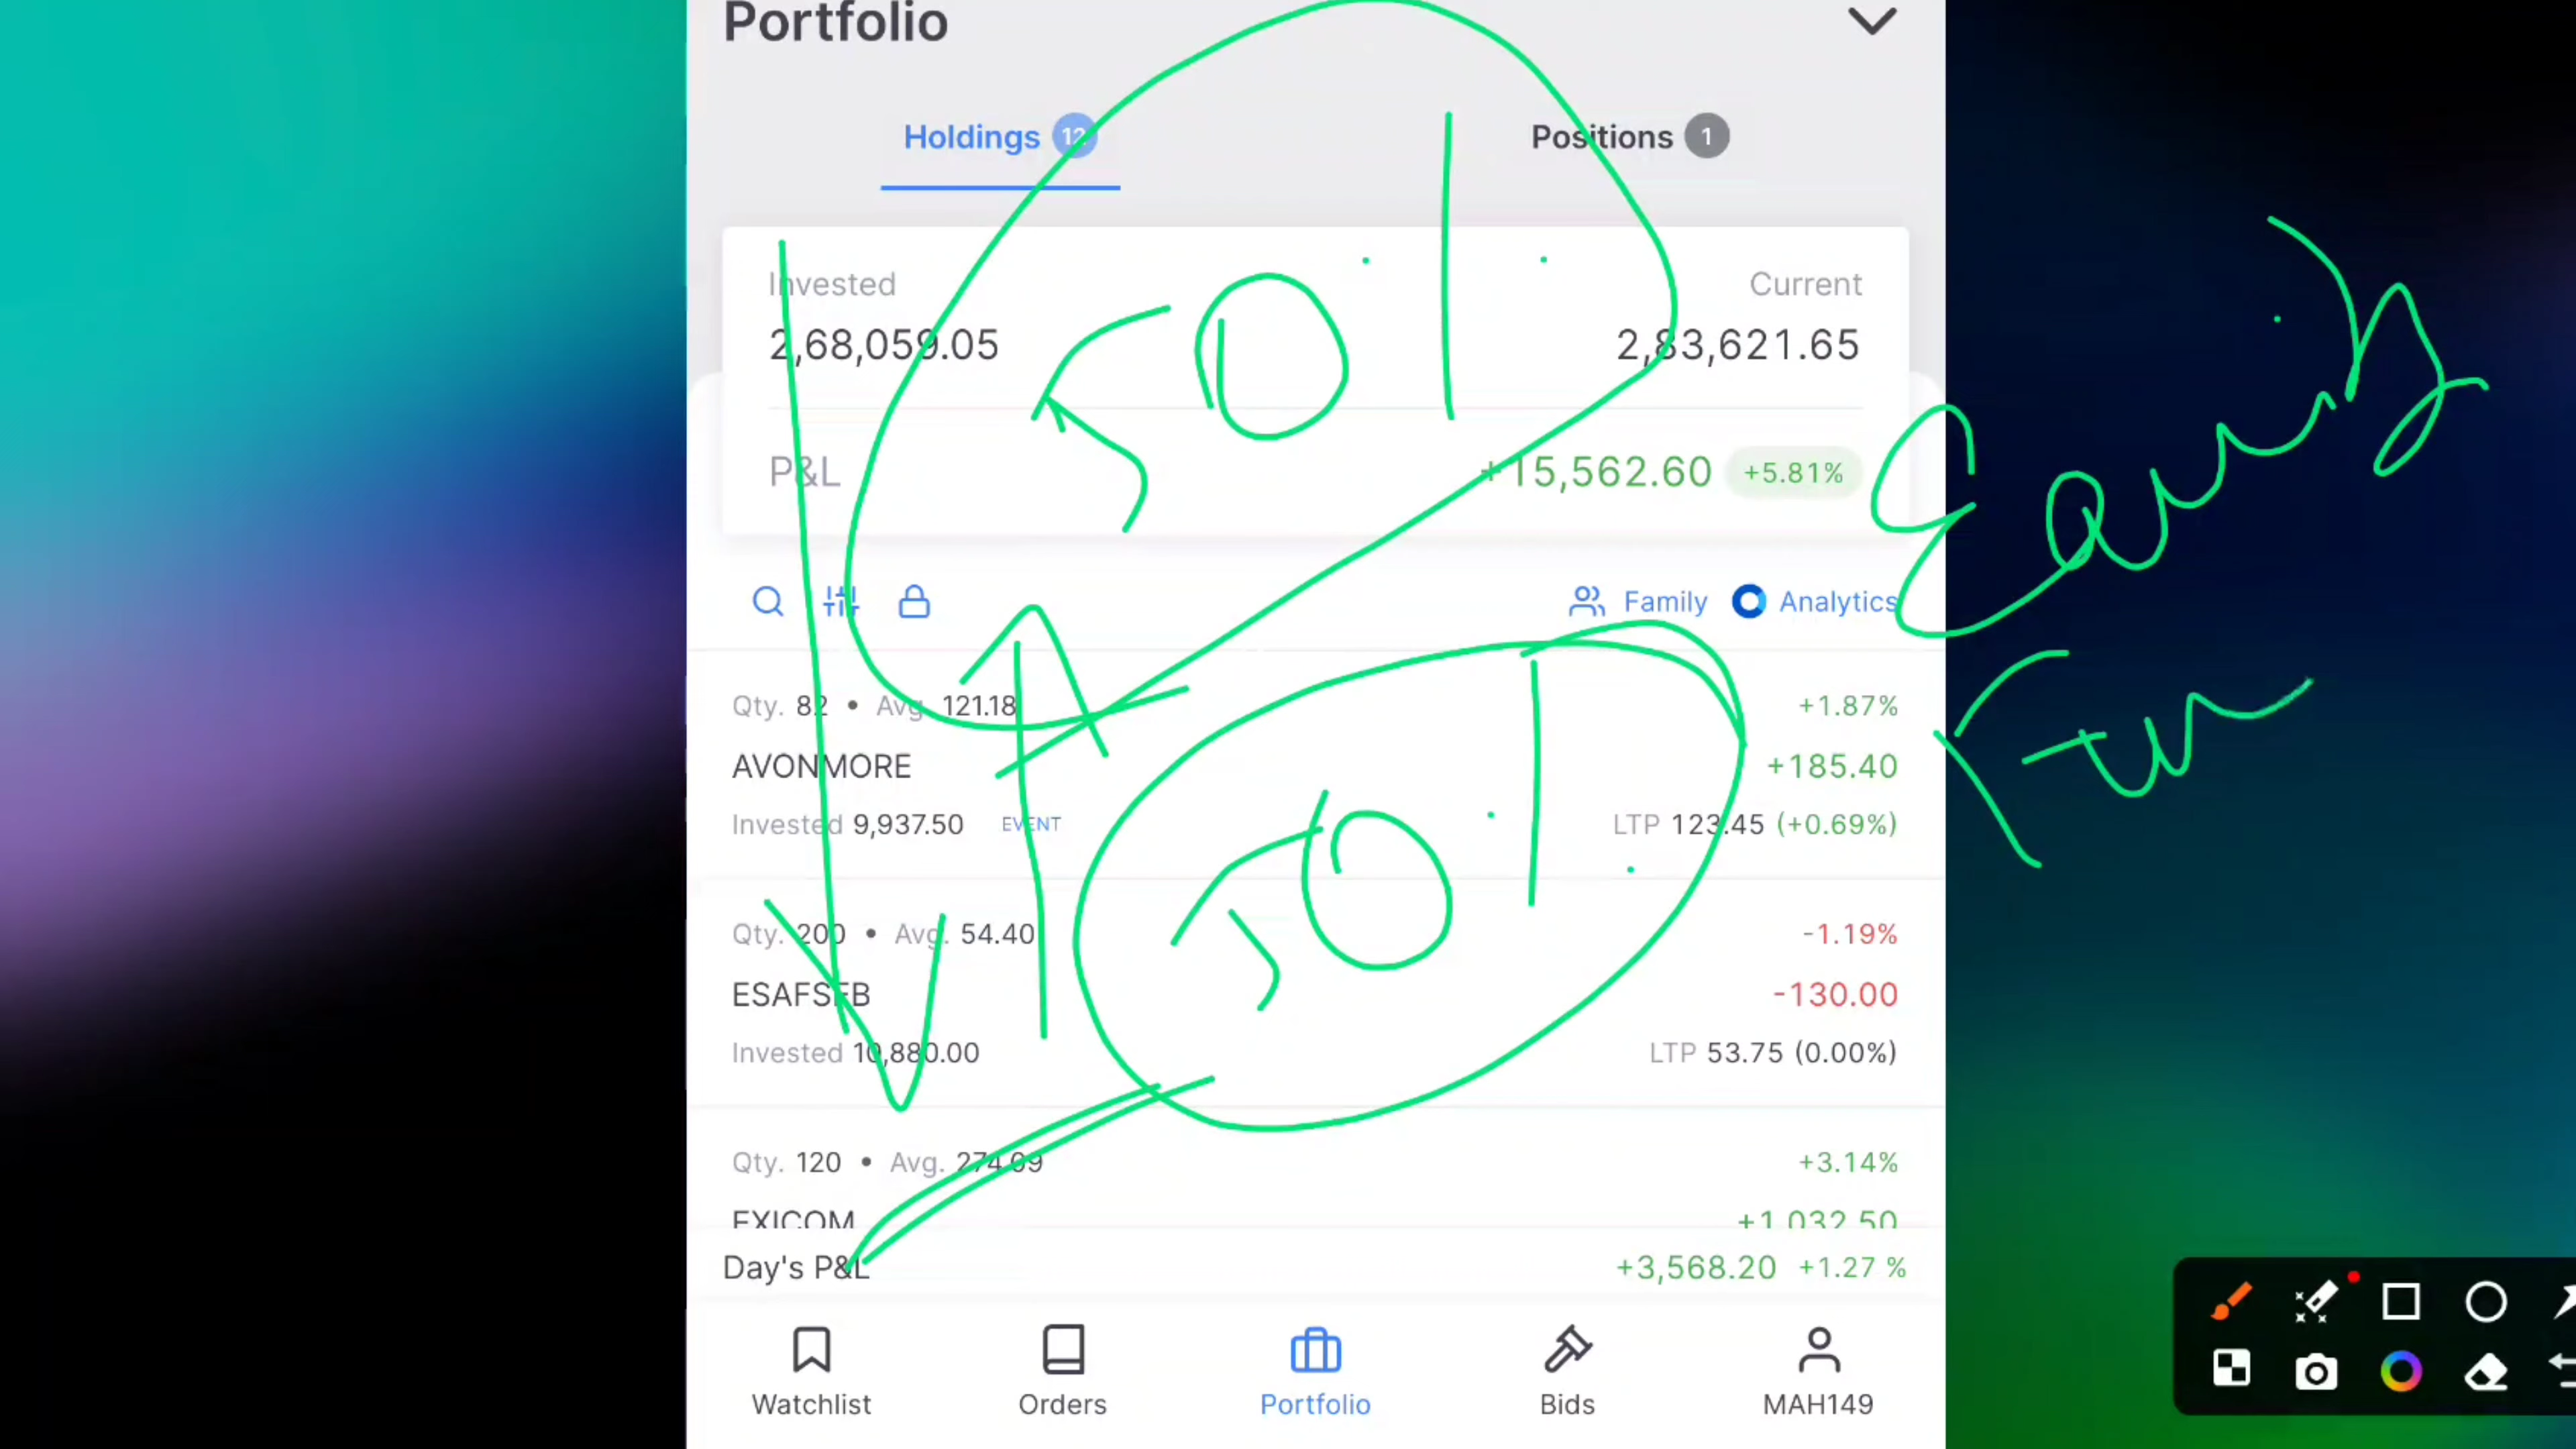 Portfolio
Holdings 12
Positions 1
Invested
Current
2,68,059.05
2,83,621.65
P&L
+15,562.60 +5.81%
Family Analytics
Qty. 82 • Avg. 121.18
+1.87%
AVONMORE
+185.40
Invested 9,937.50 EVENT
LTP 123.45 (+0.69%)
Qty. 200 • Avg. 54.40
-1.19%
ESAFSFB
-130.00
Invested 10,880.00
LTP 53.75 (0.00%)
Qty. 120 • Avg. 274.09
+3.14%
EXICOM
+1,032.50
Day's P&L
+3,568.20 +1.27 %
Watchlist
Orders
Portfolio
Bids
MAH149
50%
50%